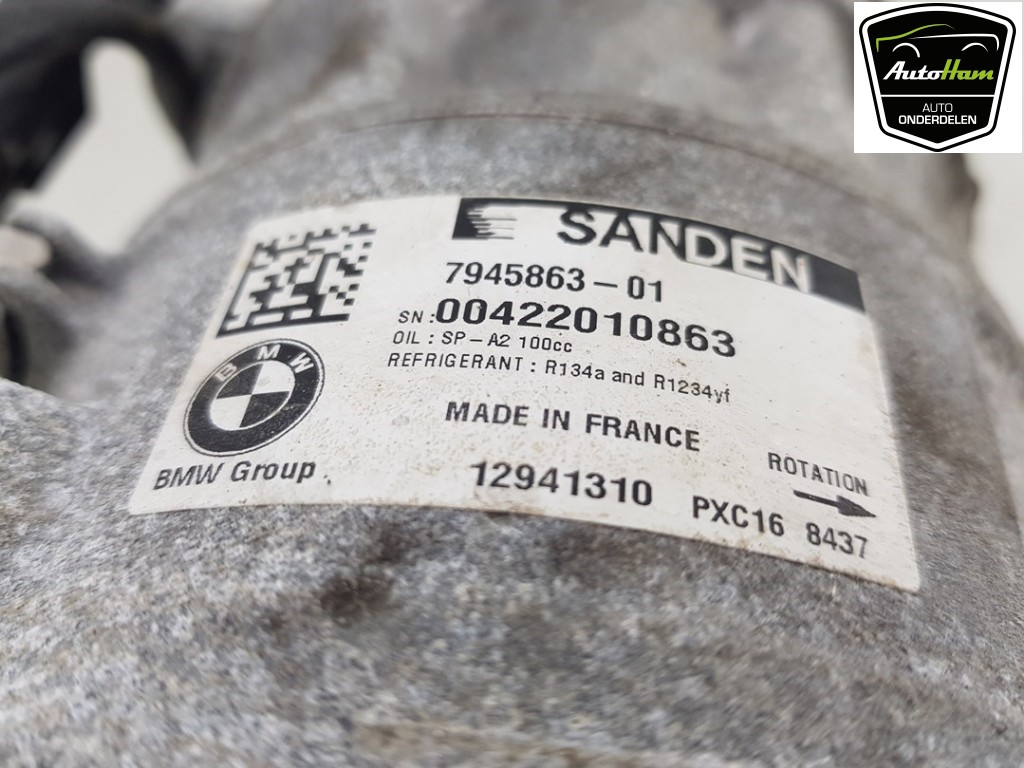 AutoHam
AUTO
ONDERDELEN
SANDEN
7945863-01
SN:00422010863
OIL : SP-A2 100cc
REFRIGERANT : R134a and R1234yf
BMW
BMW Group
MADE IN FRANCE
ROTATION
12941310 PXC16 8437